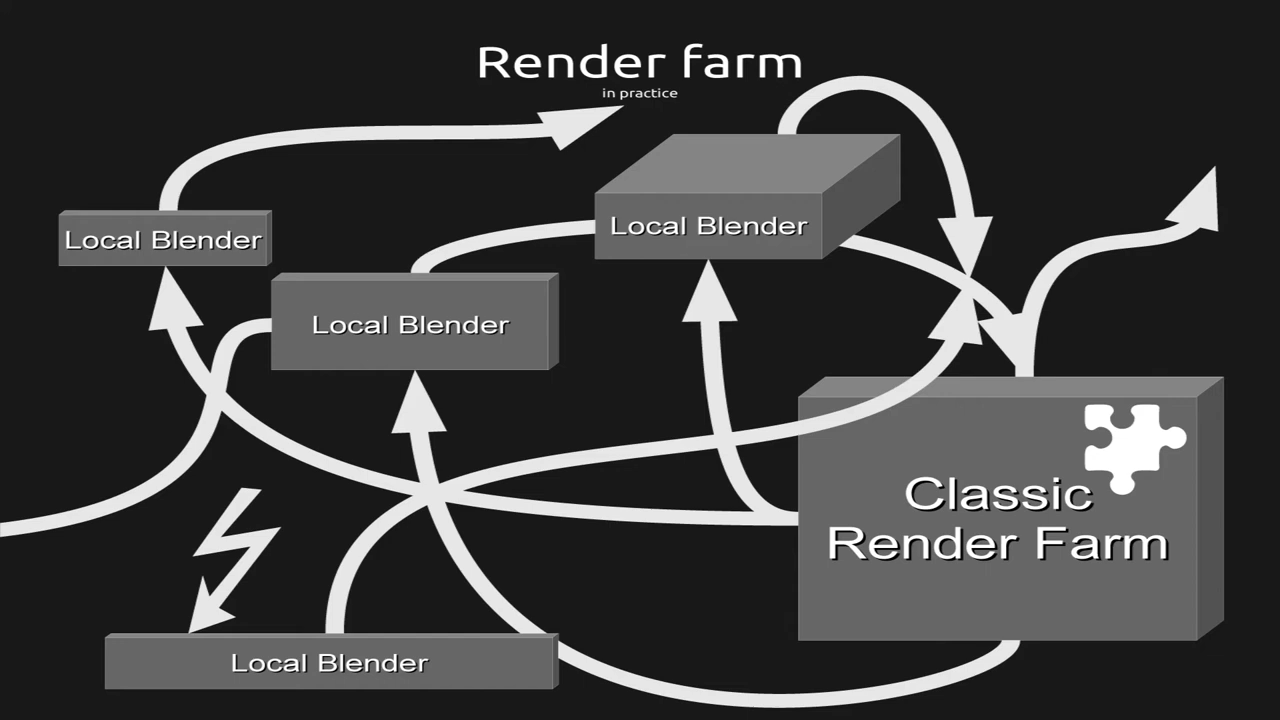 Render farm
in practice
Local Blender
Local Blender
Local Blender
Classic
Render Farm
Local Blender